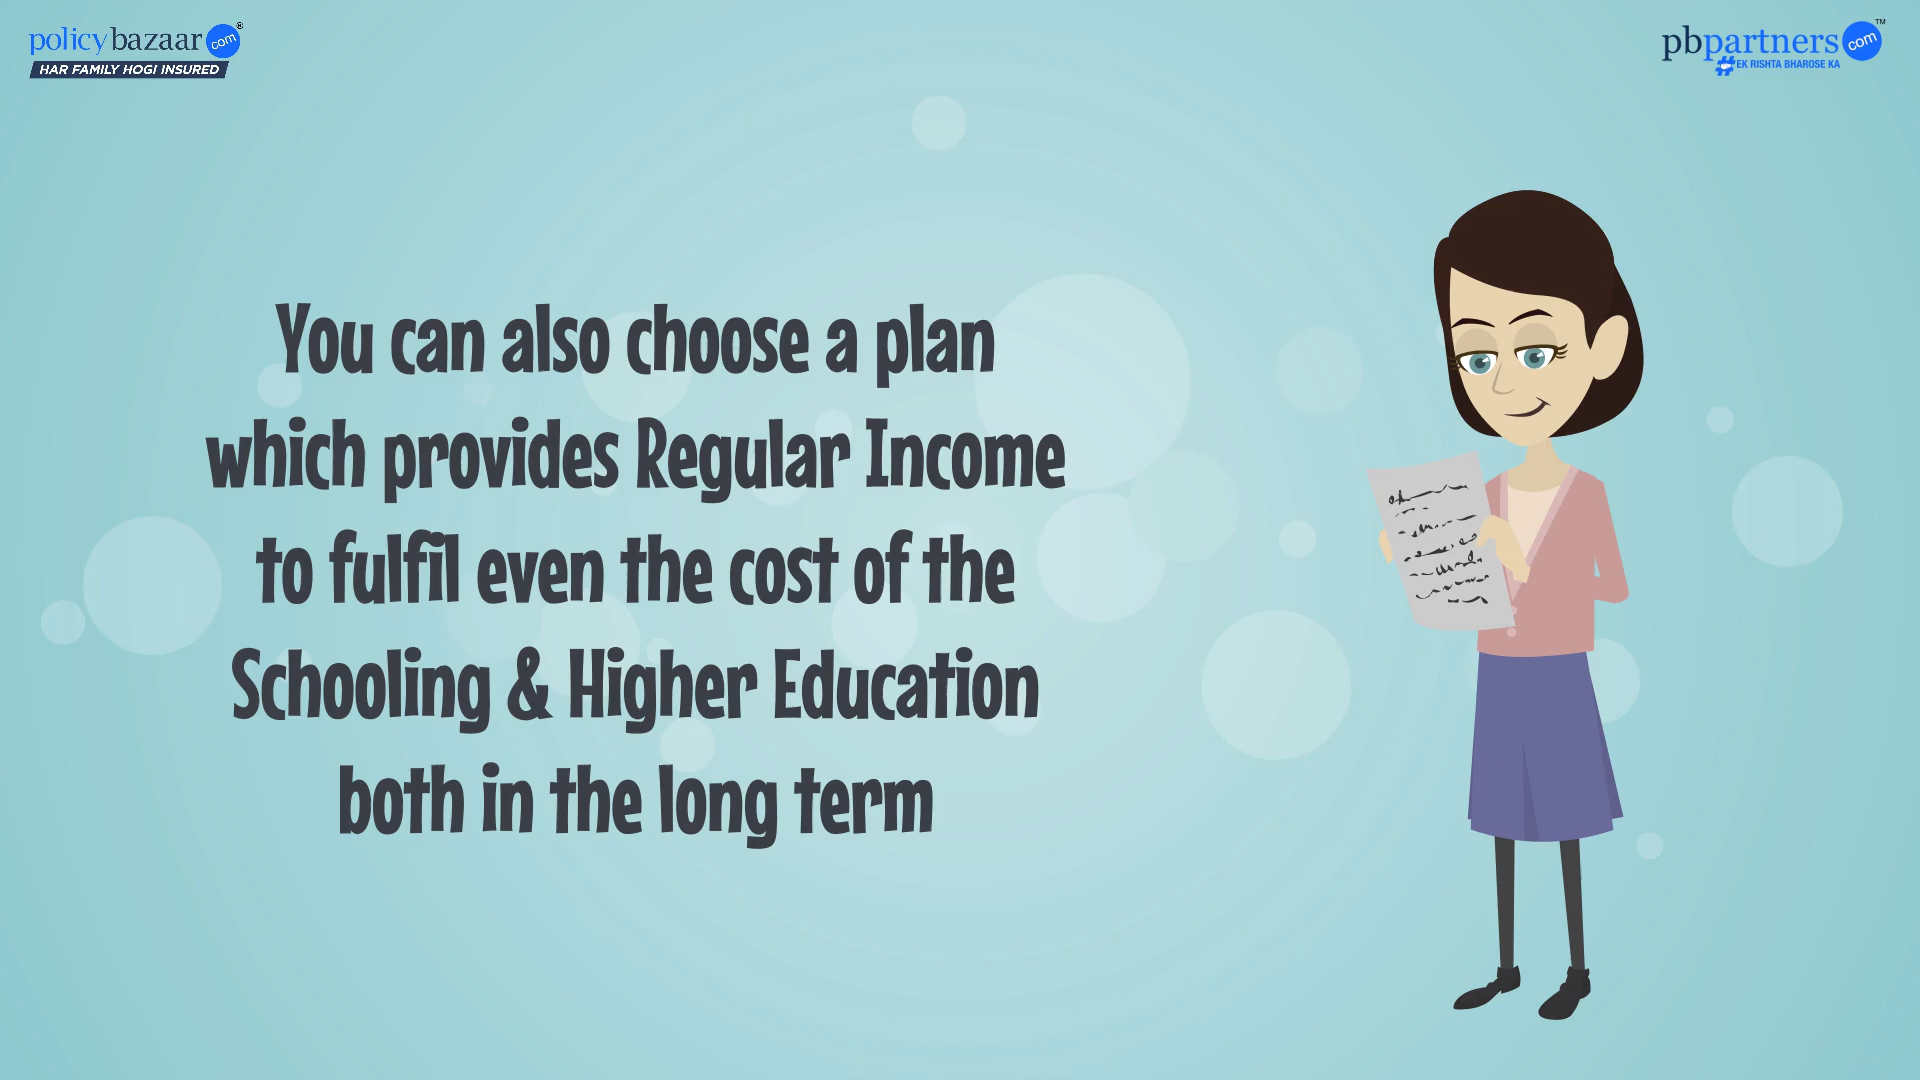 policybazaar.com®
HAR FAMILY HOGI INSURED
pbpartners.com™
#EK RISHTA BHAROSE KA
You can also choose a plan
which provides Regular Income
to fulfil even the cost of the
Schooling & Higher Education
both in the long term